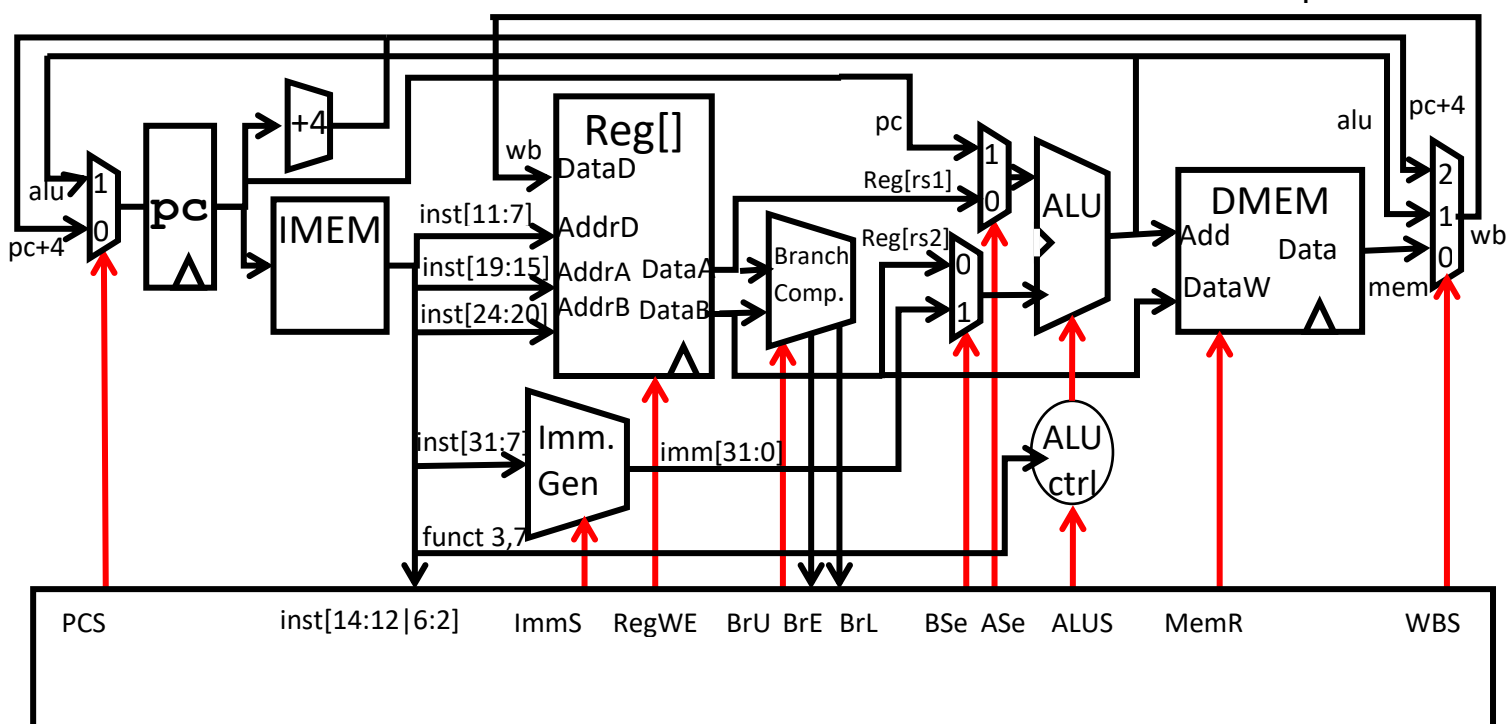 pc+4
alu
+4
Reg[]
pc
wb
DataD
1
alu
1
2
Reg[rs1]
pc
IMEM
0
ALU
DMEM
inst[11:7]
1
0
AddrD
Reg[rs2]
Add
wb
pc+4
Data
inst[19:15]
AddrA
DataA
Branch
0
0
Comp.
DataW
mem
inst[24:20]
AddrB
DataB
1
inst[31:7]
Imm.
imm[31:0]
ALU
Gen
ctrl
funct 3,7
PCS
inst[14:12|6:2]
ImmS
RegWE
BrU
BrE
BrL
BSe
ASe
ALUS
MemR
WBS